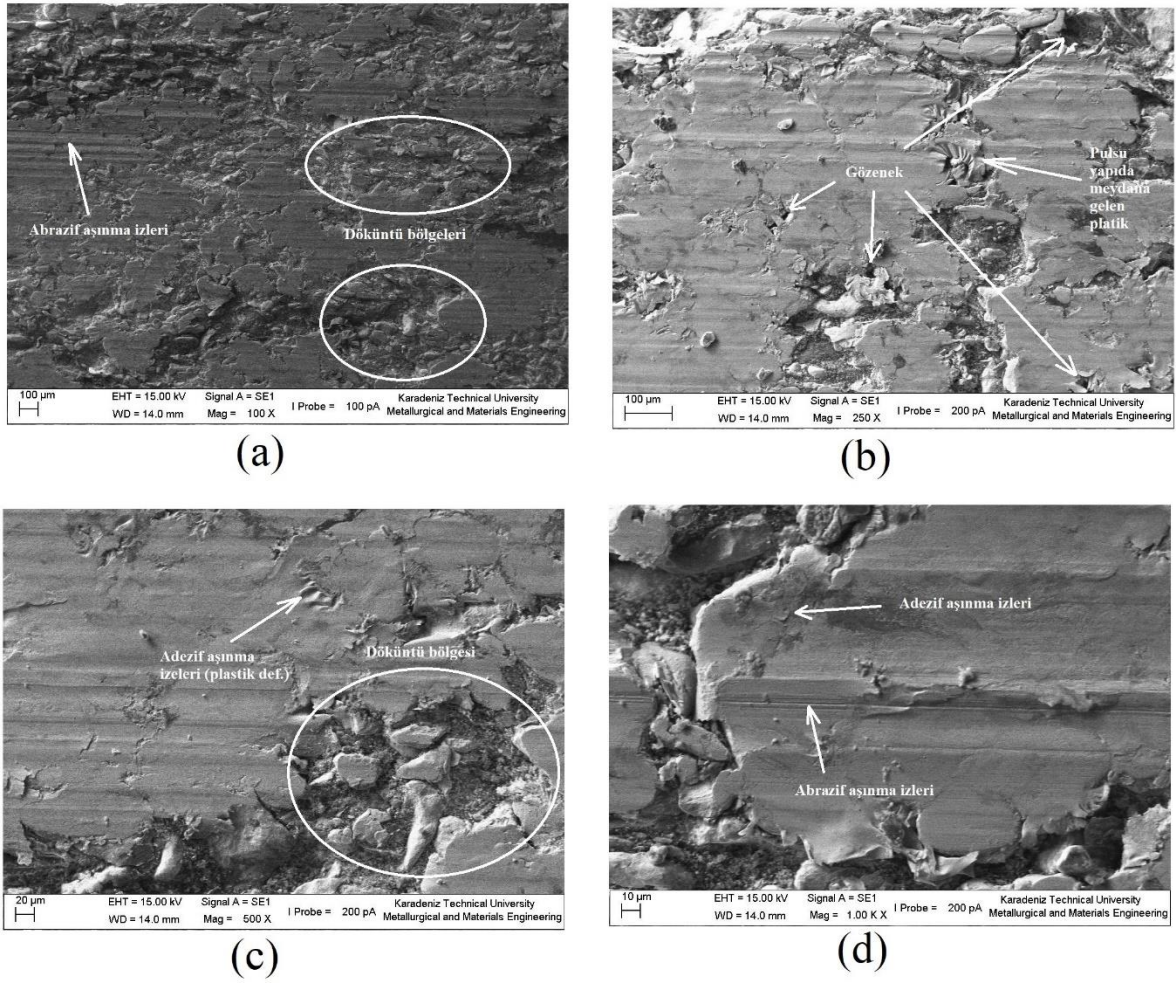 Abrazif aşınma izleri
Döküntü bölgeleri
100 µm
EHT = 15.00 kV
Signal A = SE1
WD = 14.0 mm
Mag = 100 X
I Probe = 100 pA
Karadeniz Technical University
Metallurgical and Materials Engineering
(a)
Gözenek
Pulsu
yapıda
meydana
gelen
platik
100 µm
EHT = 15.00 kV
Signal A = SE1
WD = 14.0 mm
Mag = 250 X
I Probe = 200 pA
Karadeniz Technical University
Metallurgical and Materials Engineering
(b)
Adezif aşınma
izeleri (plastik def.)
Döküntü bölgesi
20 µm
EHT = 15.00 kV
Signal A = SE1
WD = 14.0 mm
Mag = 500 X
I Probe = 200 pA
Karadeniz Technical University
Metallurgical and Materials Engineering
(c)
Adezif aşınma izleri
Abrazif aşınma izleri
10 µm
EHT = 15.00 kV
Signal A = SE1
WD = 14.0 mm
Mag = 1.00 K X
I Probe = 200 pA
Karadeniz Technical University
Metallurgical and Materials Engineering
(d)